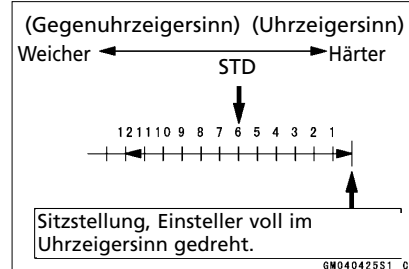 (Gegenuhrzeigersinn) (Uhrzeigersinn)
Weicher Härter
STD
12 11 10 9 8 7 6 5 4 3 2 1
Sitzstellung, Einsteller voll im
Uhrzeigersinn gedreht.
GM040425S1 C